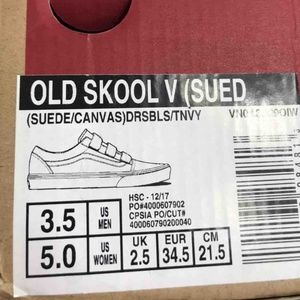 OLD SKOOL V (SUED
(SUEDE/CANVAS)DRSBLS/TNVY
HSC - 12/17
PO#4000607902
CPSIA PO/CUT#
400060790200040
3.5 US MEN
5.0 US WOMEN
UK 2.5
EUR 34.5
CM 21.5